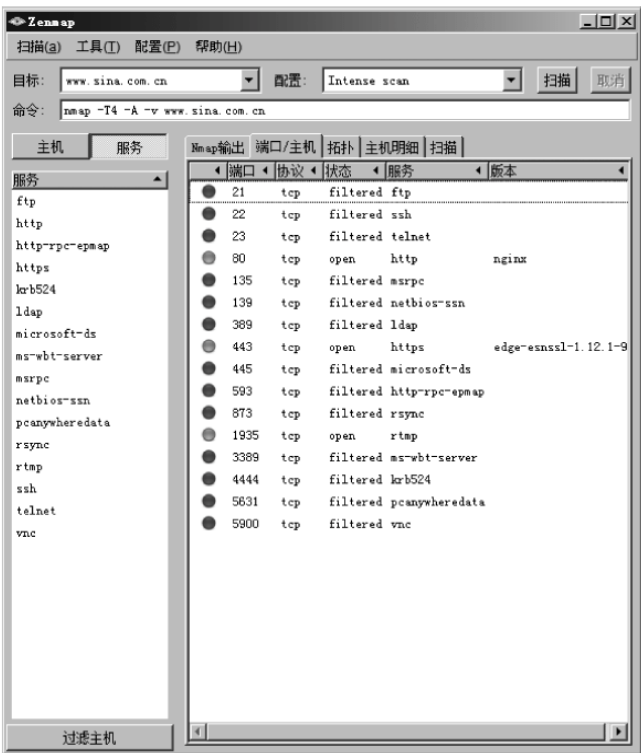 Zenmap
扫描(a) 工具(T) 配置(P) 帮助(H)
目标: www.sina.com.cn 配置: Intense scan 扫描 取消
命令: nmap -T4 -A -v www.sina.com.cn
主机 服务
Nmap输出 端口/主机 拓扑 主机明细 扫描
服务
ftp
http
http-rpc-epmap
https
krb524
ldap
microsoft-ds
ms-wbt-server
msrpc
netbios-ssn
pcanywheredata
rsync
rtmp
ssh
telnet
vnc
过滤主机
端口 协议 状态 服务 版本
21 tcp filtered ftp
22 tcp filtered ssh
23 tcp filtered telnet
80 tcp open http nginx
135 tcp filtered msrpc
139 tcp filtered netbios-ssn
389 tcp filtered ldap
443 tcp open https edge-esnssl-1.12.1-9
445 tcp filtered microsoft-ds
593 tcp filtered http-rpc-epmap
873 tcp filtered rsync
1935 tcp open rtmp
3389 tcp filtered ms-wbt-server
4444 tcp filtered krb524
5631 tcp filtered pcanywheredata
5900 tcp filtered vnc